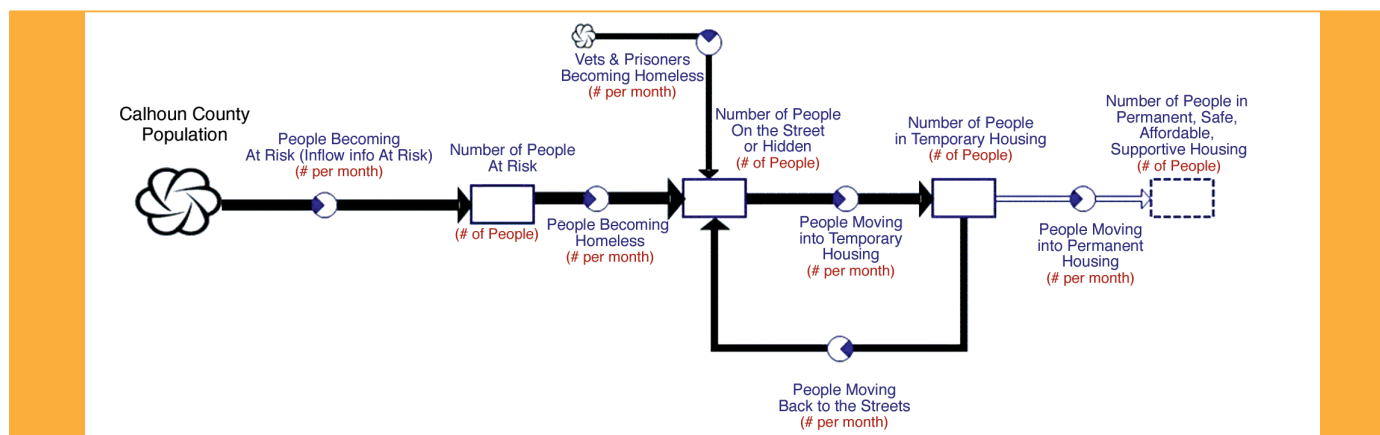 Calhoun County
Population
People Becoming
At Risk (Inflow info At Risk)
(# per month)
Number of People
At Risk
(# of People)
People Becoming
Homeless
(# per month)
Vets & Prisoners
Becoming Homeless
(# per month)
Number of People
On the Street
or Hidden
(# of People)
People Moving
into Temporary
Housing
(# per month)
Number of People
in Temporary Housing
(# of People)
People Moving
into Permanent
Housing
(# per month)
Number of People in
Permanent, Safe,
Affordable,
Supportive Housing
(# of People)
People Moving
Back to the Streets
(# per month)